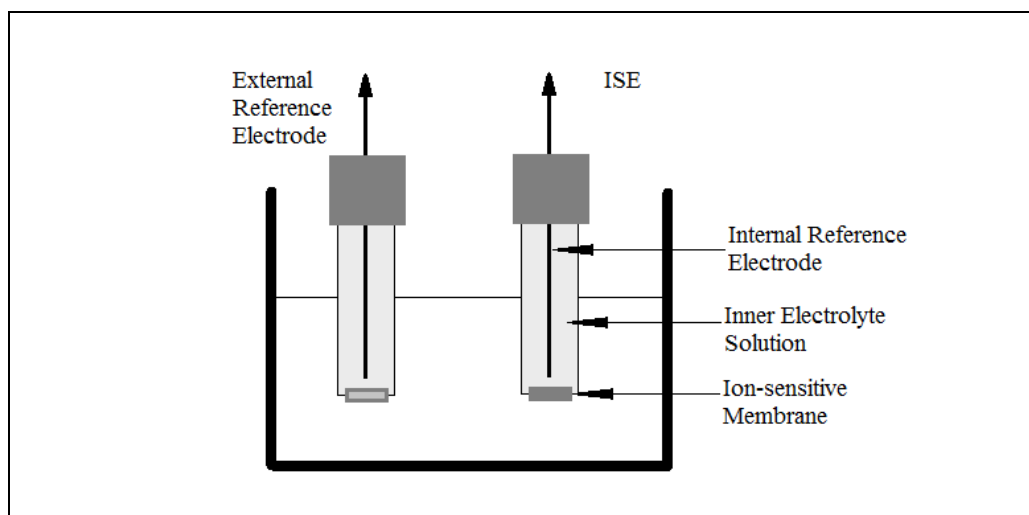 External
Reference
Electrode
ISE
Internal Reference
Electrode
Inner Electrolyte
Solution
Ion-sensitive
Membrane